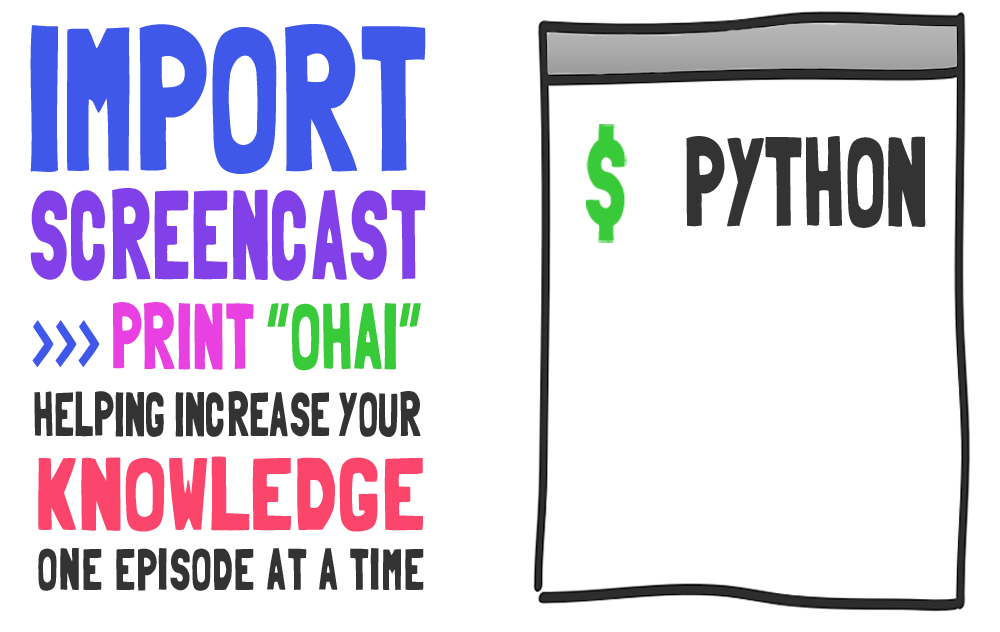 IMPORT
SCREENCAST
>>> PRINT "OHAI"
HELPING INCREASE YOUR
KNOWLEDGE
ONE EPISODE AT A TIME
$ PYTHON